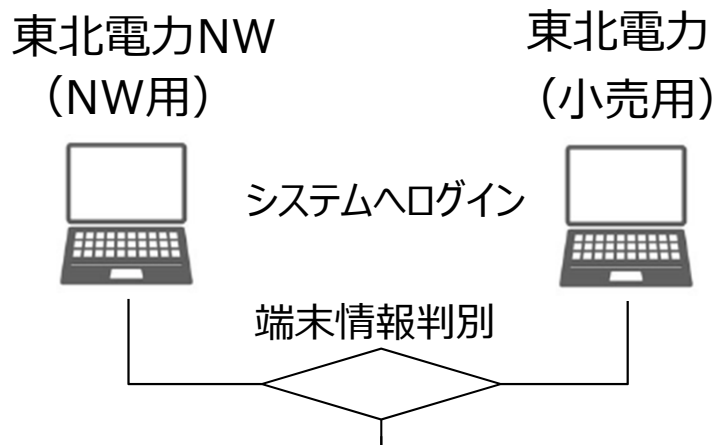 東北電力NW
（NW用）
東北電力
（小売用）
システムへログイン
端末情報判別